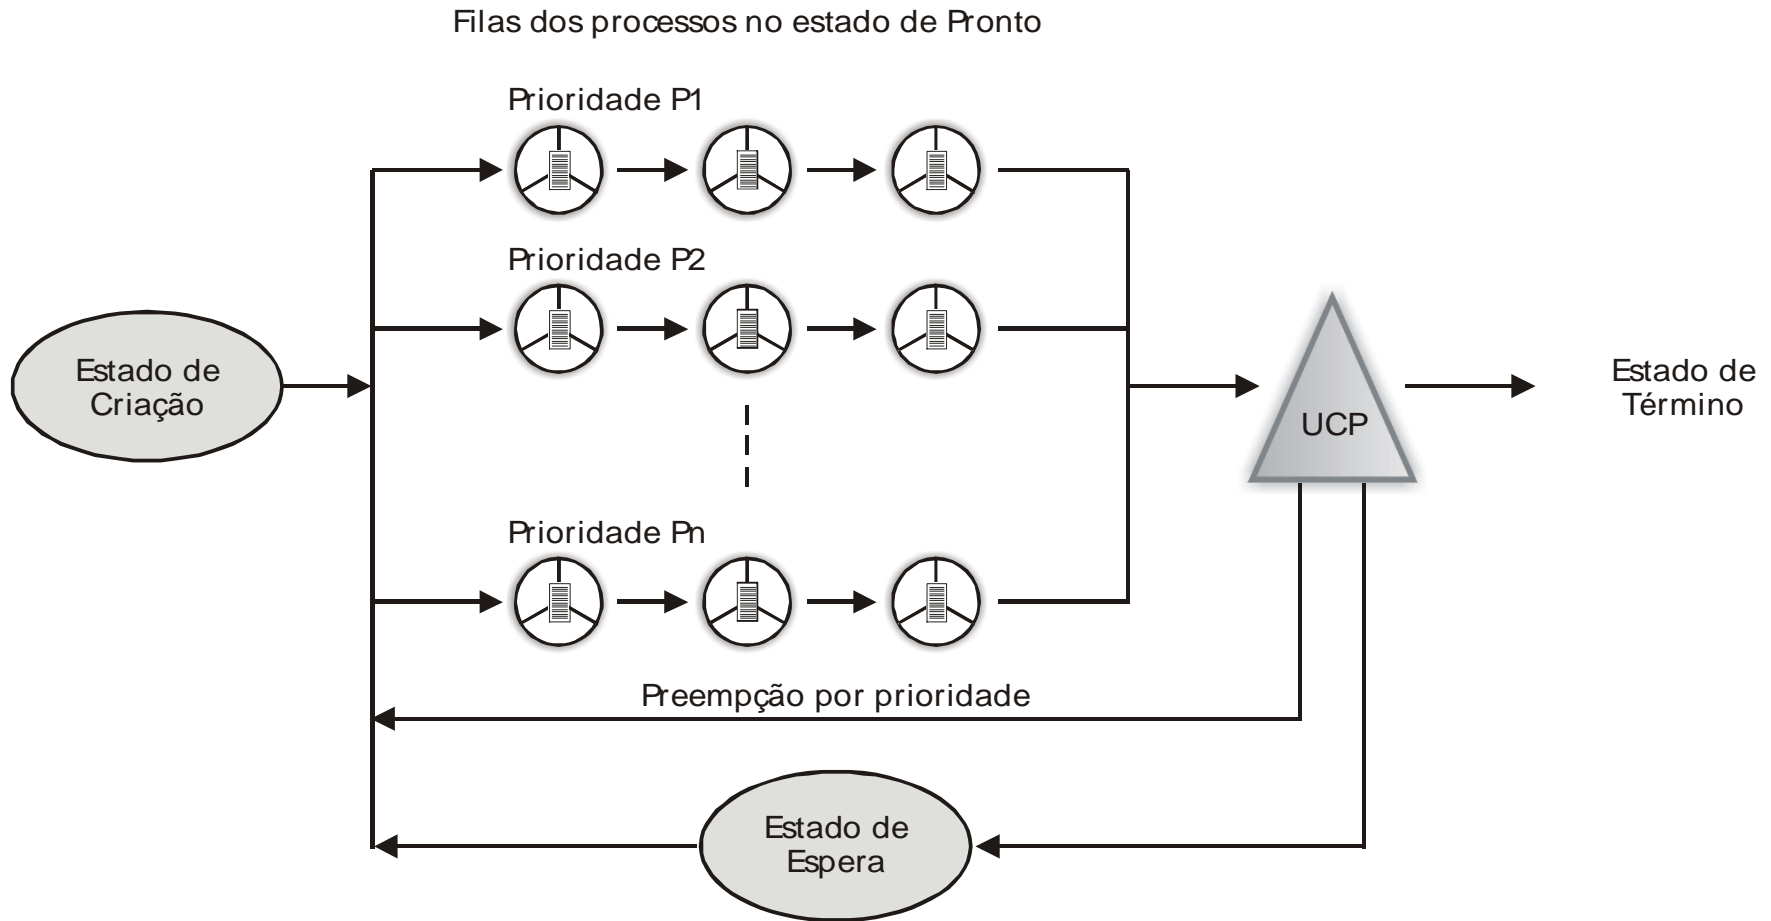 Filas dos processos no estado de Pronto
Prioridade P1
Prioridade P2
Estado de
Criação
Estado de
Término
UCP
Prioridade Pn
Preempção por prioridade
Estado de
Espera